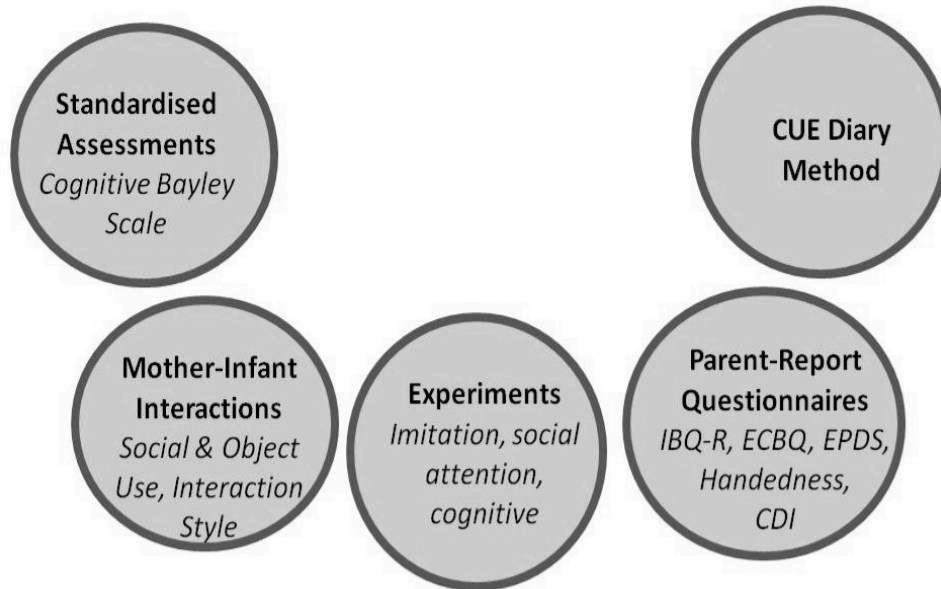 Standardised
Assessments
Cognitive Bayley
Scale
CUE Diary
Method
Mother-Infant
Interactions
Social & Object
Use, Interaction
Style
Experiments
Imitation, social
attention,
cognitive
Parent-Report
Questionnaires
IBQ-R, ECBQ, EPDS,
Handedness,
CDI